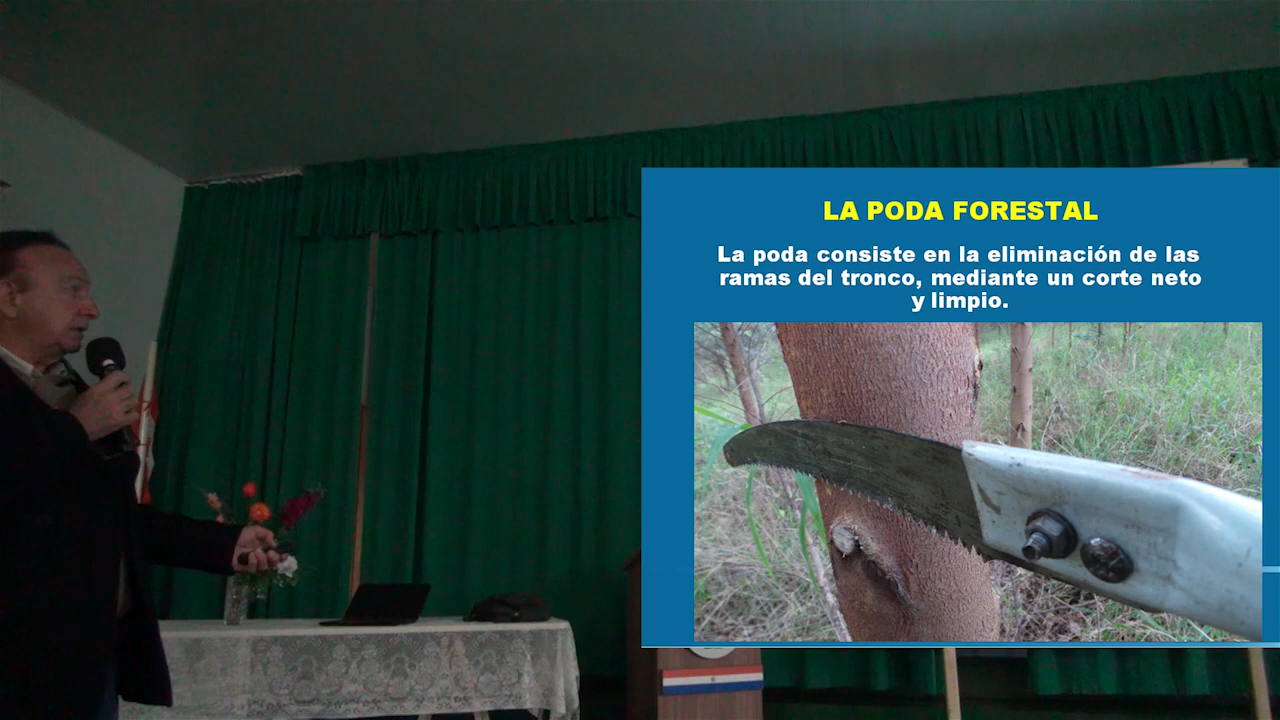 LA PODA FORESTAL
La poda consiste en la eliminación de las
ramas del tronco, mediante un corte neto
y limpio.